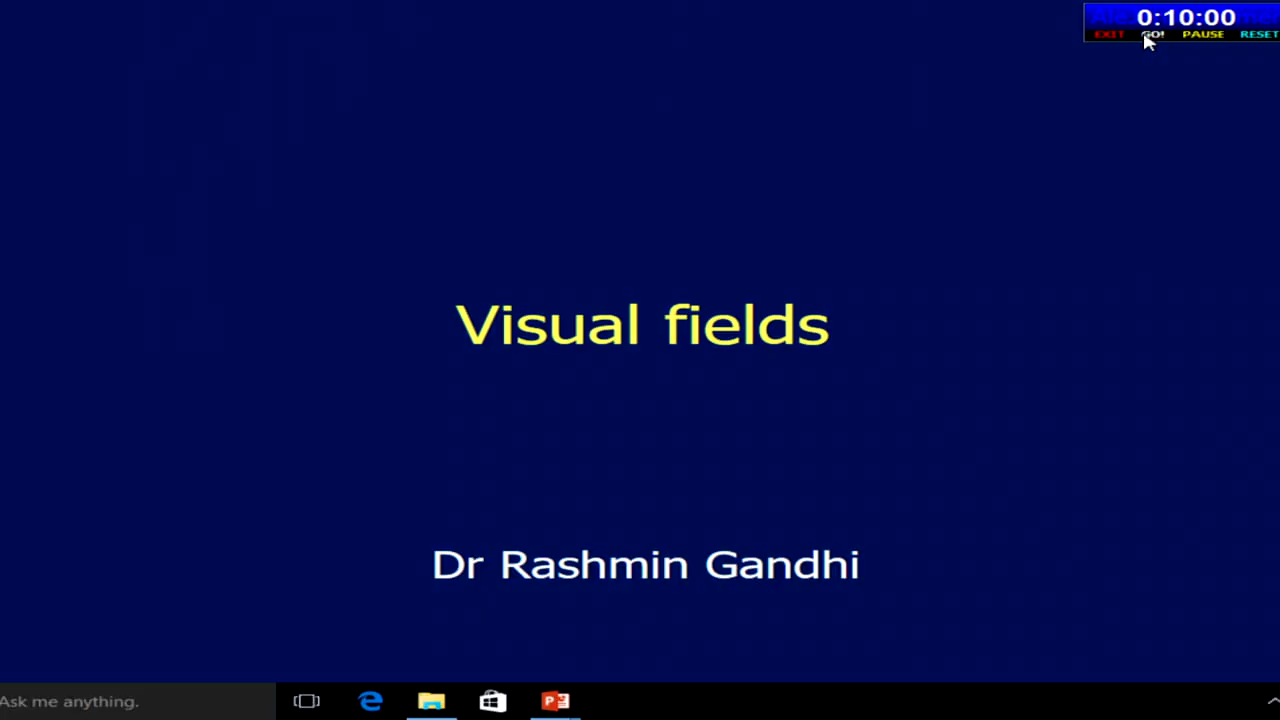 0:10:00
EXIT GO! PAUSE RESET
Visual fields
Dr Rashmin Gandhi
Ask me anything.